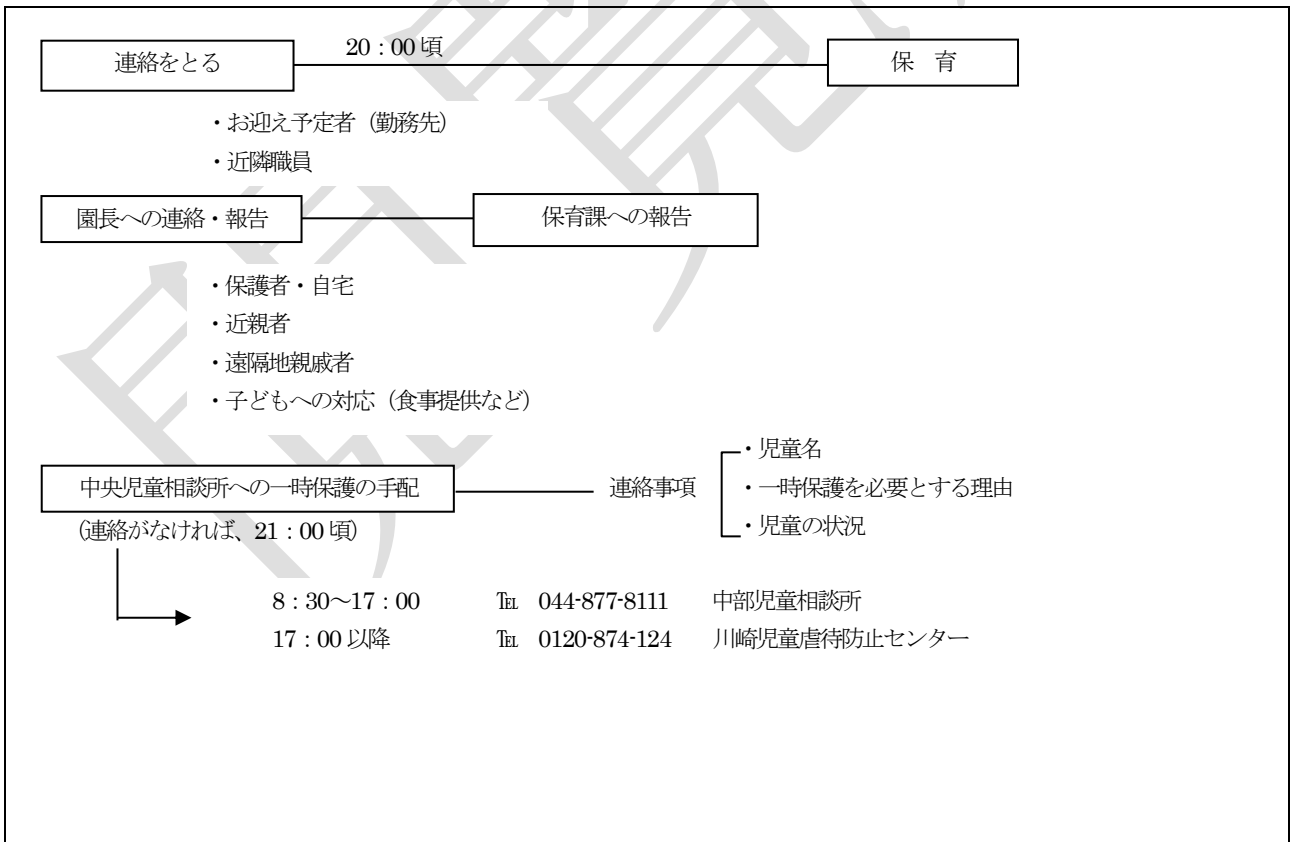 連絡をとる 20：00頃 保 育
・お迎え予定者（勤務先）
・近隣職員
園長への連絡・報告 保育課への報告
・保護者・自宅
・近親者
・遠隔地親戚者
・子どもへの対応（食事提供など）
中央児童相談所への一時保護の手配 連絡事項
・児童名
・一時保護を必要とする理由
・児童の状況
（連絡がなければ、21：00頃）
8：30～17：00 ℡ 044-877-8111 中部児童相談所
17：00以降 ℡ 0120-874-124 川崎児童虐待防止センター